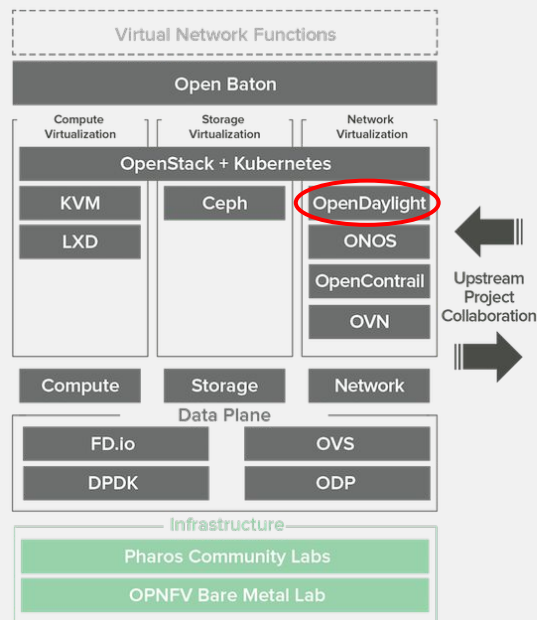 Virtual Network Functions
Open Baton
Compute
Virtualization
Storage
Virtualization
Network
Virtualization
OpenStack + Kubernetes
KVM
Ceph
OpenDaylight
LXD
ONOS
OpenContrail
OVN
Upstream
Project
Collaboration
Compute
Storage
Network
Data Plane
FD.io
OVS
DPDK
ODP
Infrastructure
Pharos Community Labs
OPNFV Bare Metal Lab